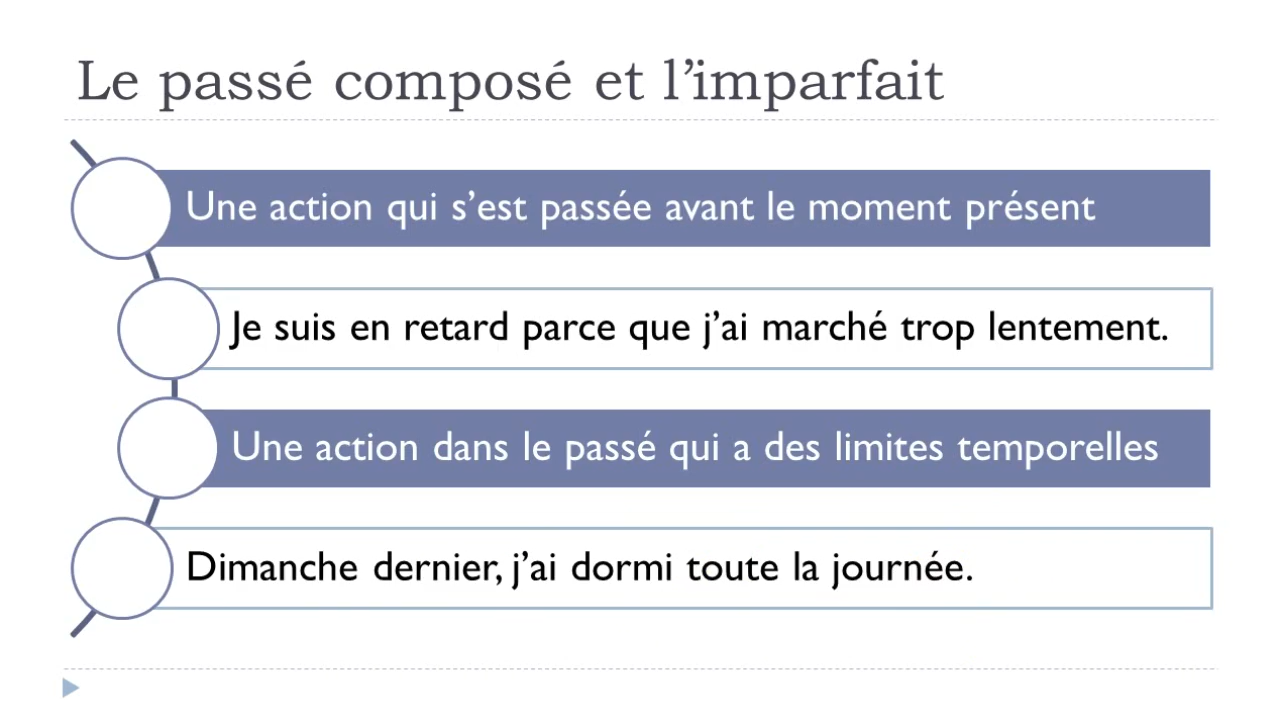 Le passé composé et l’imparfait
Une action qui s’est passée avant le moment présent
Je suis en retard parce que j’ai marché trop lentement.
Une action dans le passé qui a des limites temporelles
Dimanche dernier, j’ai dormi toute la journée.